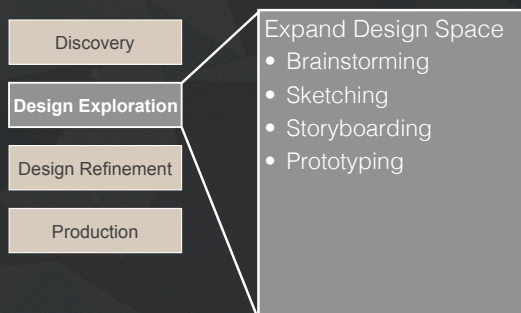 Discovery
Design Exploration
Design Refinement
Production
Expand Design Space
• Brainstorming
• Sketching
• Storyboarding
• Prototyping